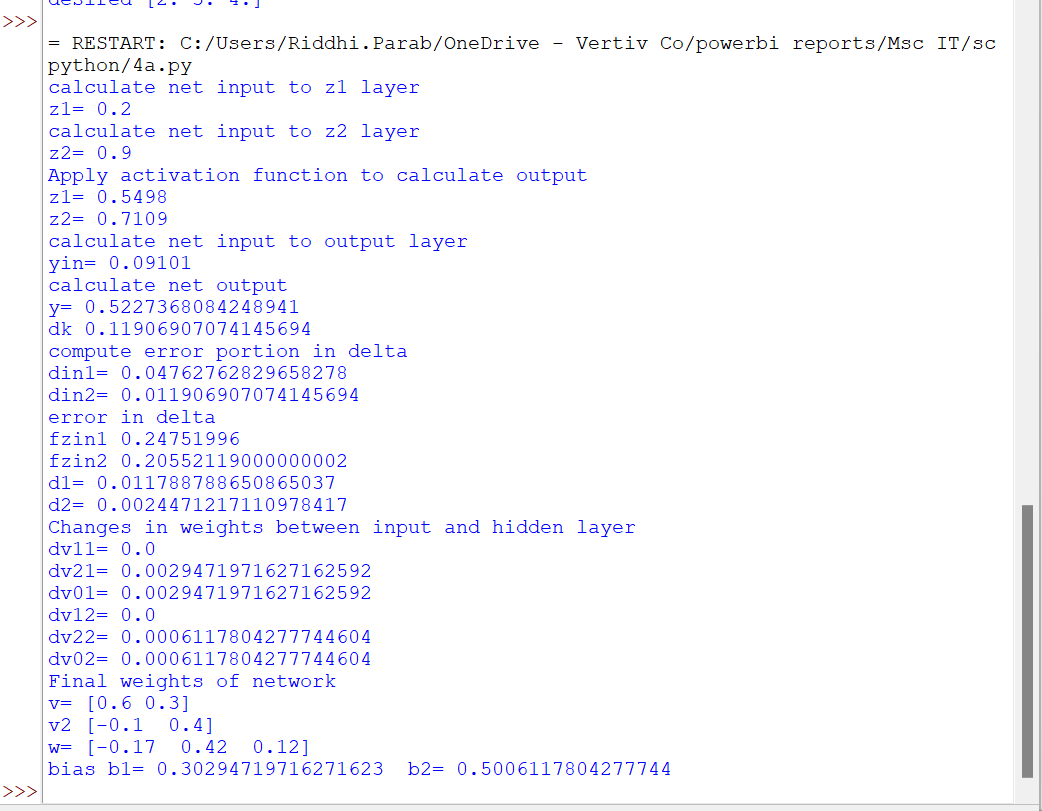 >>>
= RESTART: C:/Users/Riddhi.Parab/OneDrive - Vertiv Co/powerbi reports/Msc IT/sc
python/4a.py
calculate net input to z1 layer
z1= 0.2
calculate net input to z2 layer
z2= 0.9
Apply activation function to calculate output
z1= 0.5498
z2= 0.7109
calculate net input to output layer
yin= 0.09101
calculate net output
y= 0.5227368084248941
dk 0.11906907074145694
compute error portion in delta
din1= 0.04762762829658278
din2= 0.011906907074145694
error in delta
fzin1 0.24751996
fzin2 0.20552119000000002
d1= 0.011788788650865037
d2= 0.0024471217110978417
Changes in weights between input and hidden layer
dv11= 0.0
dv21= 0.0029471971627162592
dv01= 0.0029471971627162592
dv12= 0.0
dv22= 0.0006117804277744604
dv02= 0.0006117804277744604
Final weights of network
v= [0.6 0.3]
v2 [-0.1  0.4]
w= [-0.17  0.42  0.12]
bias b1= 0.30294719716271623  b2= 0.5006117804277744
>>>